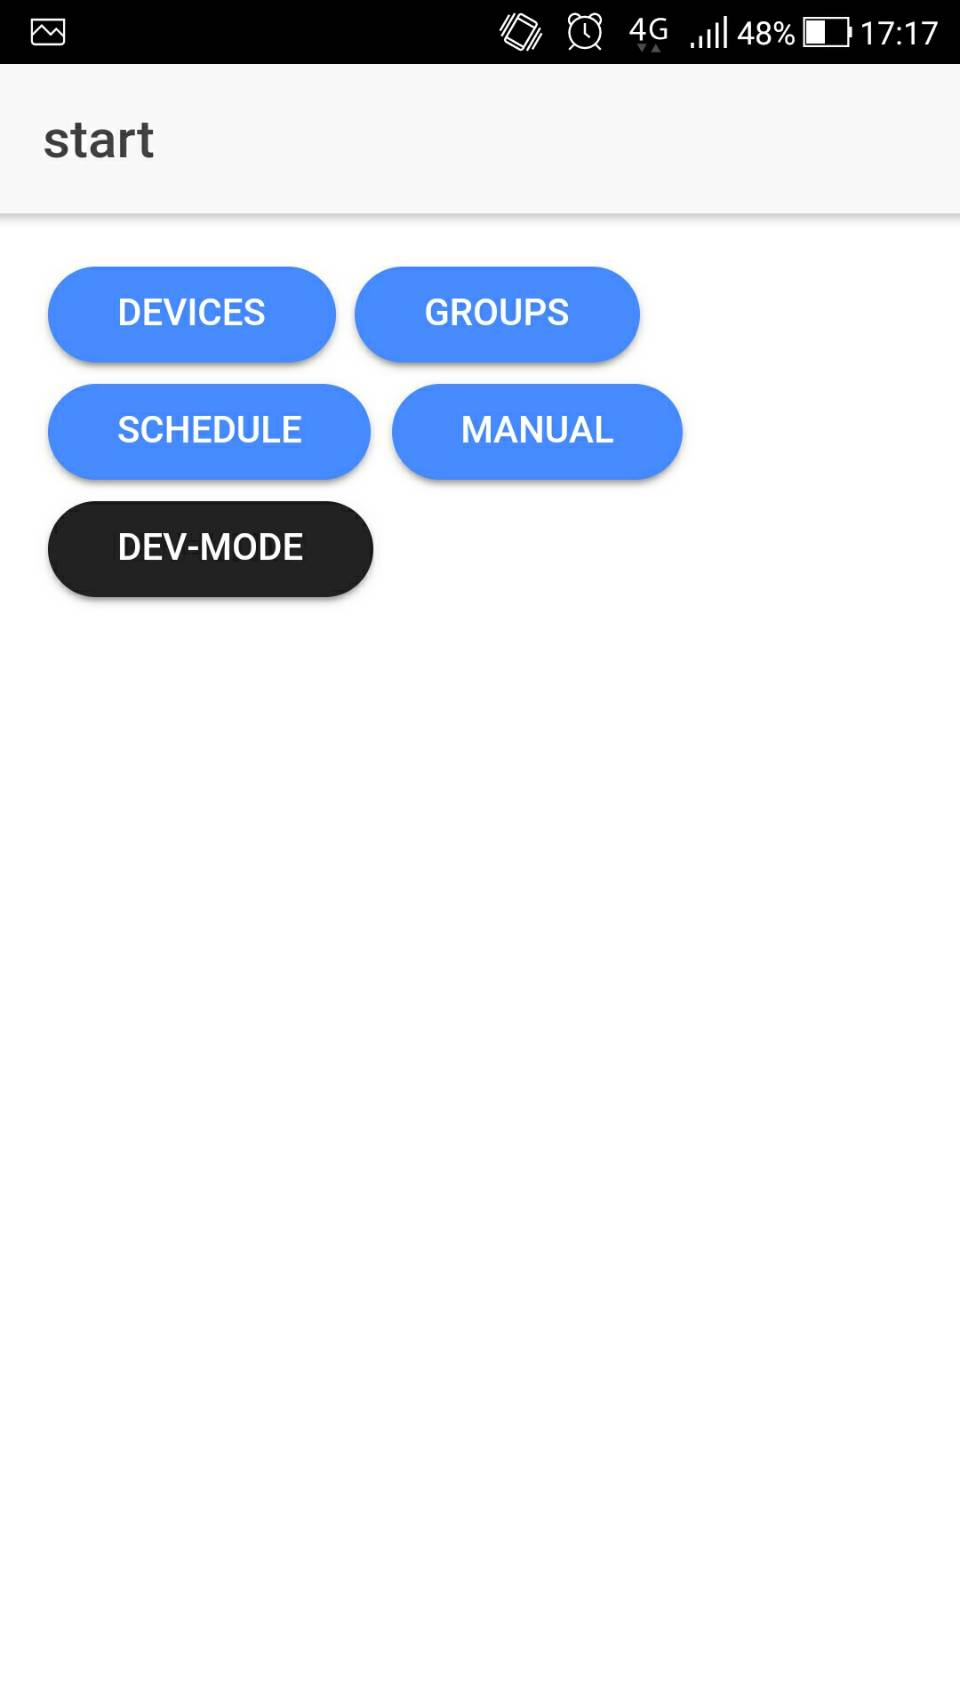 4G 48% 17:17
start
DEVICES GROUPS
SCHEDULE MANUAL
DEV-MODE